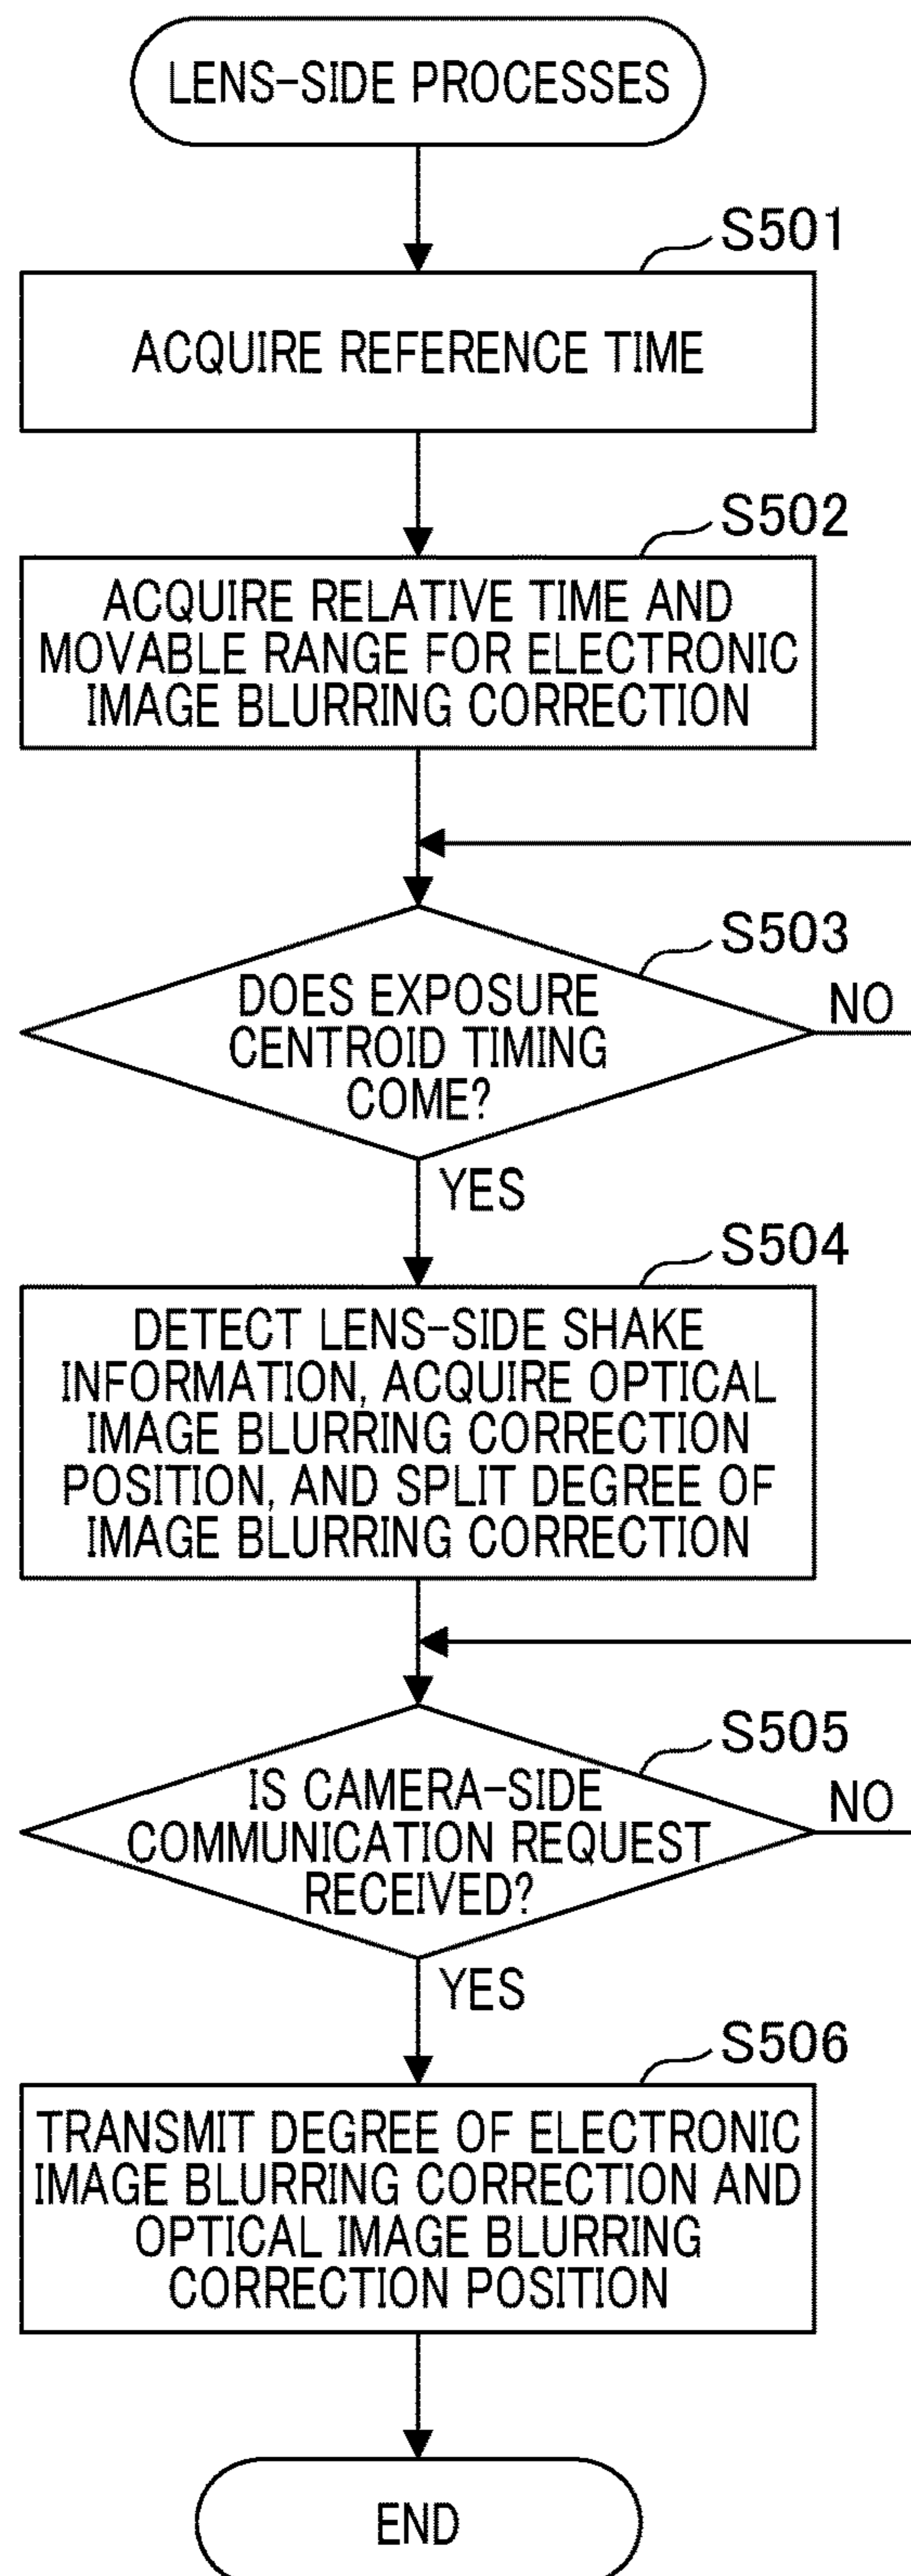 LENS-SIDE PROCESSES
S501
ACQUIRE REFERENCE TIME
S502
ACQUIRE RELATIVE TIME AND
MOVABLE RANGE FOR ELECTRONIC
IMAGE BLURRING CORRECTION
S503
DOES EXPOSURE
CENTROID TIMING
COME?
NO
YES
S504
DETECT LENS-SIDE SHAKE
INFORMATION, ACQUIRE OPTICAL
IMAGE BLURRING CORRECTION
POSITION, AND SPLIT DEGREE OF
IMAGE BLURRING CORRECTION
S505
IS CAMERA-SIDE
COMMUNICATION REQUEST
RECEIVED?
NO
YES
S506
TRANSMIT DEGREE OF ELECTRONIC
IMAGE BLURRING CORRECTION AND
OPTICAL IMAGE BLURRING
CORRECTION POSITION
END